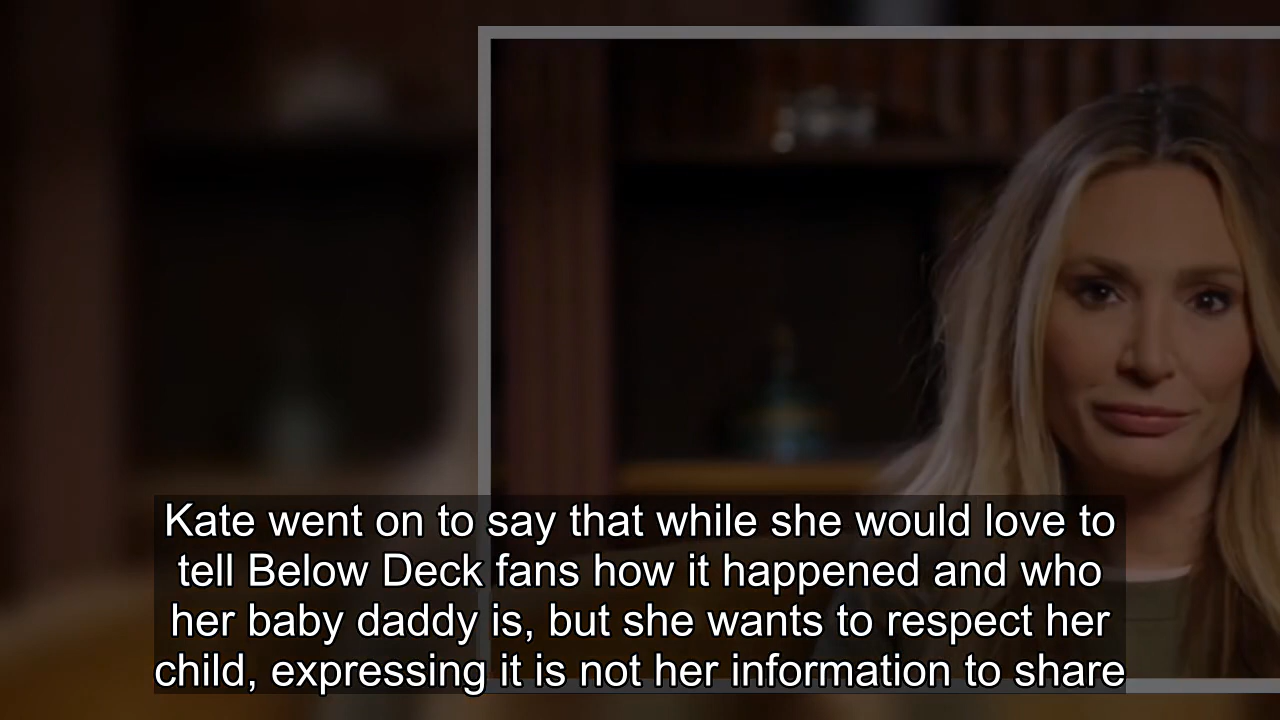 Kate went on to say that while she would love to
tell Below Deck fans how it happened and who
her baby daddy is, but she wants to respect her
child, expressing it is not her information to share